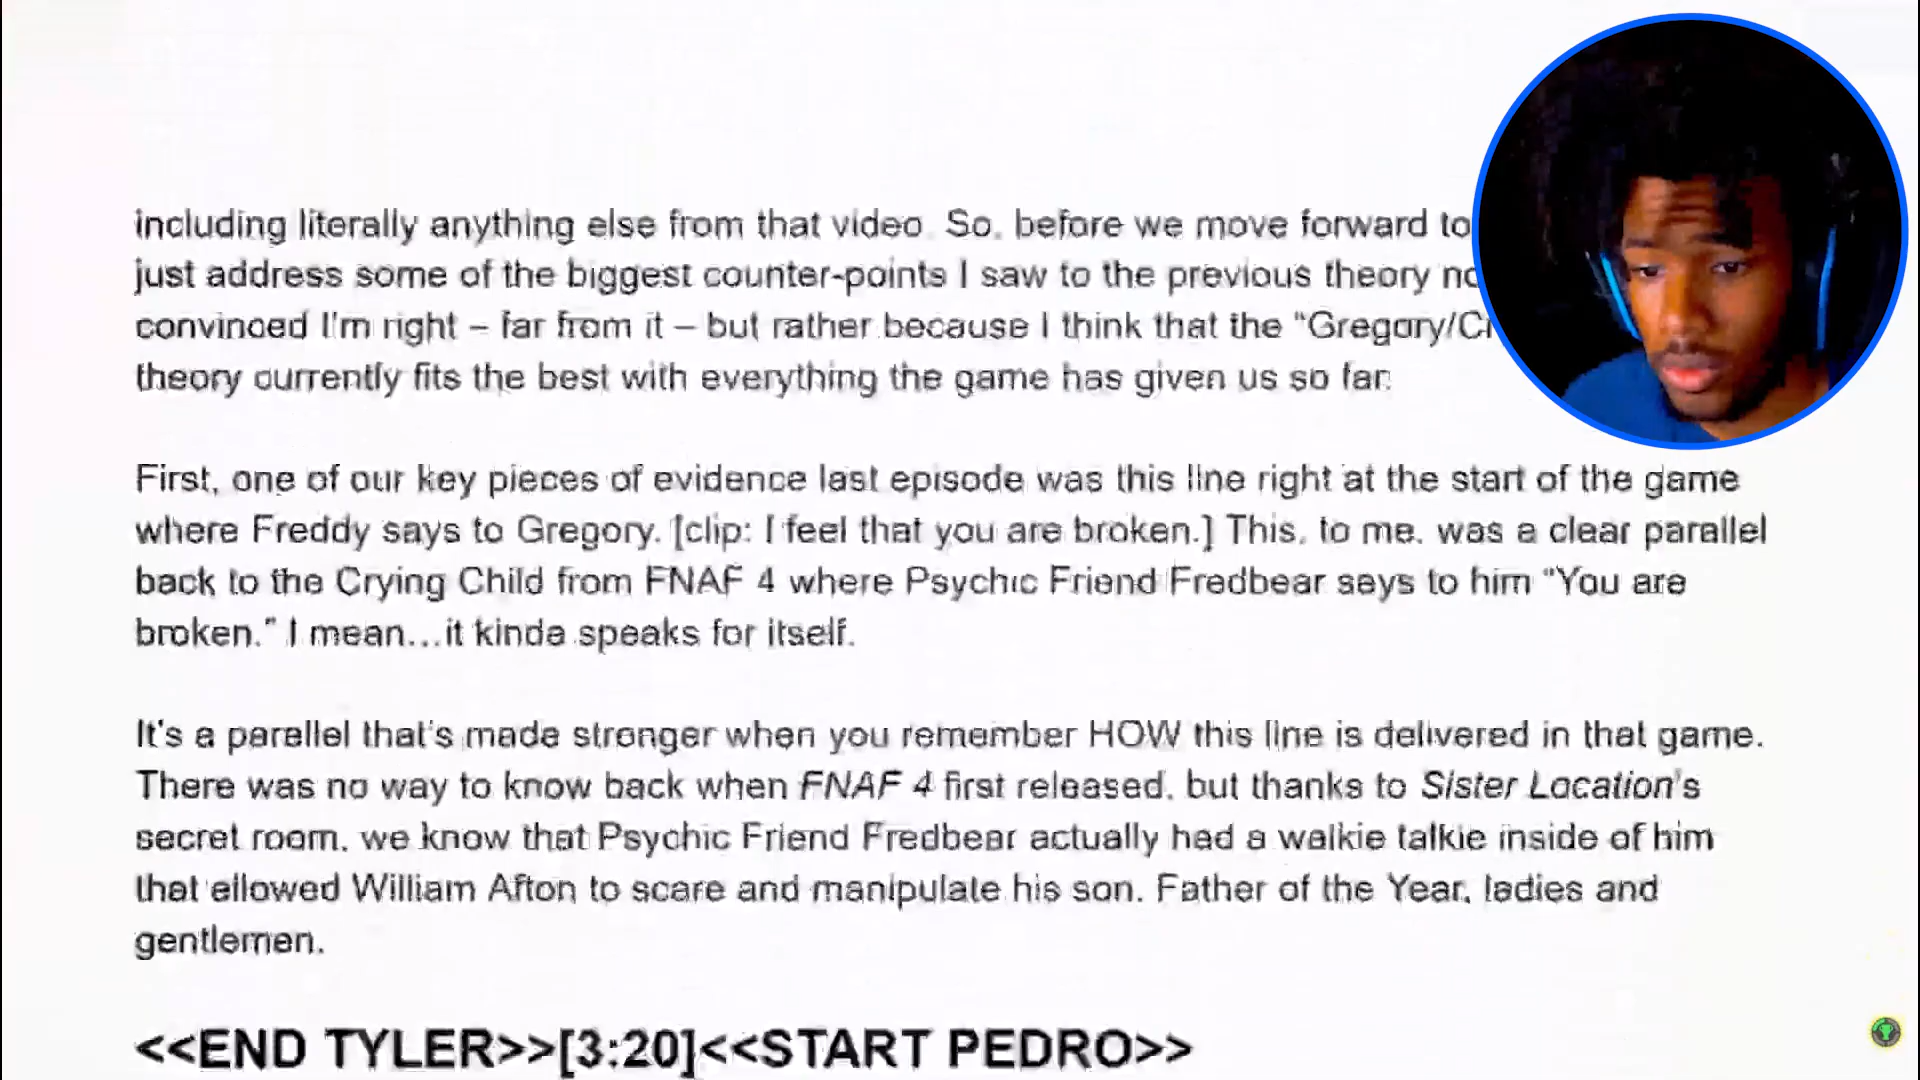 including literally anything else from that video. So, before we move forward to
just address some of the biggest counter-points I saw to the previous theory
convinced I'm right – far from it – but rather because I think that the "Gregory/
theory currently fits the best with everything the game has given us so far.
First, one of our key pieces of evidence last episode was this line right at the start of the game
where Freddy says to Gregory. [clip: I feel that you are broken.] This, to me, was a clear parallel
back to the Crying Child from FNAF 4 where Psychic Friend Fredbear says to him "You are
broken." I mean...it kinda speaks for itself.
It's a parallel that's made stronger when you remember HOW this line is delivered in that game.
There was no way to know back when FNAF 4 first released, but thanks to Sister Location's
secret room, we know that Psychic Friend Fredbear actually had a walkie talkie inside of him
that allowed William Afton to scare and manipulate his son. Father of the Year, ladies and
gentlemen.
<<END TYLER>>[3:20]<<START PEDRO>>